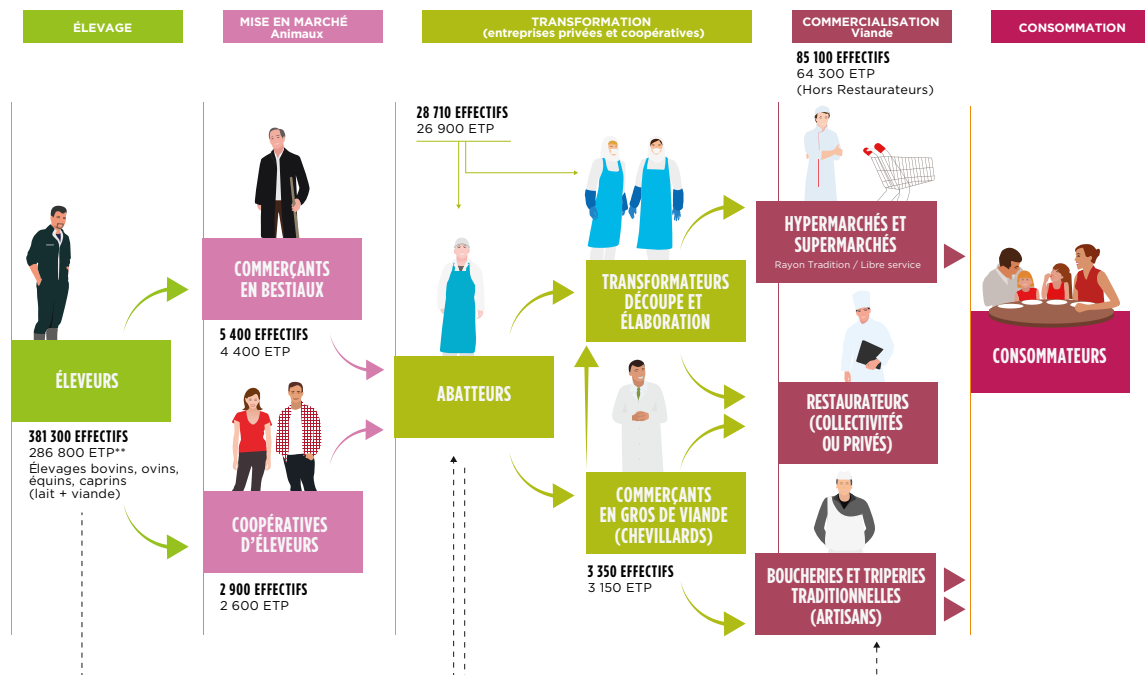 ÉLEVAGE
MISE EN MARCHÉ
Animaux
TRANSFORMATION
(entreprises privées et coopératives)
COMMERCIALISATION
Viande
CONSOMMATION
85 100 EFFECTIFS
64 300 ETP
(Hors Restaurateurs)
28 710 EFFECTIFS
26 900 ETP
HYPERMARCHÉS ET
SUPERMARCHÉS
Rayon Tradition / Libre service
COMMERÇANTS
EN BESTIAUX
5 400 EFFECTIFS
4 400 ETP
TRANSFORMATEURS
DÉCOUPE ET
ÉLABORATION
CONSOMMATEURS
ÉLEVEURS
381 300 EFFECTIFS
286 800 ETP**
Élevages bovins, ovins,
équins, caprins
(lait + viande)
ABATTEURS
RESTAURATEURS
(COLLECTIVITÉS
OU PRIVÉS)
COOPÉRATIVES
D’ÉLEVEURS
2 900 EFFECTIFS
2 600 ETP
COMMERÇANTS
EN GROS DE VIANDE
(CHEVILLARDS)
3 350 EFFECTIFS
3 150 ETP
BOUCHERIES ET TRIPERIES
TRADITIONNELLES
(ARTISANS)